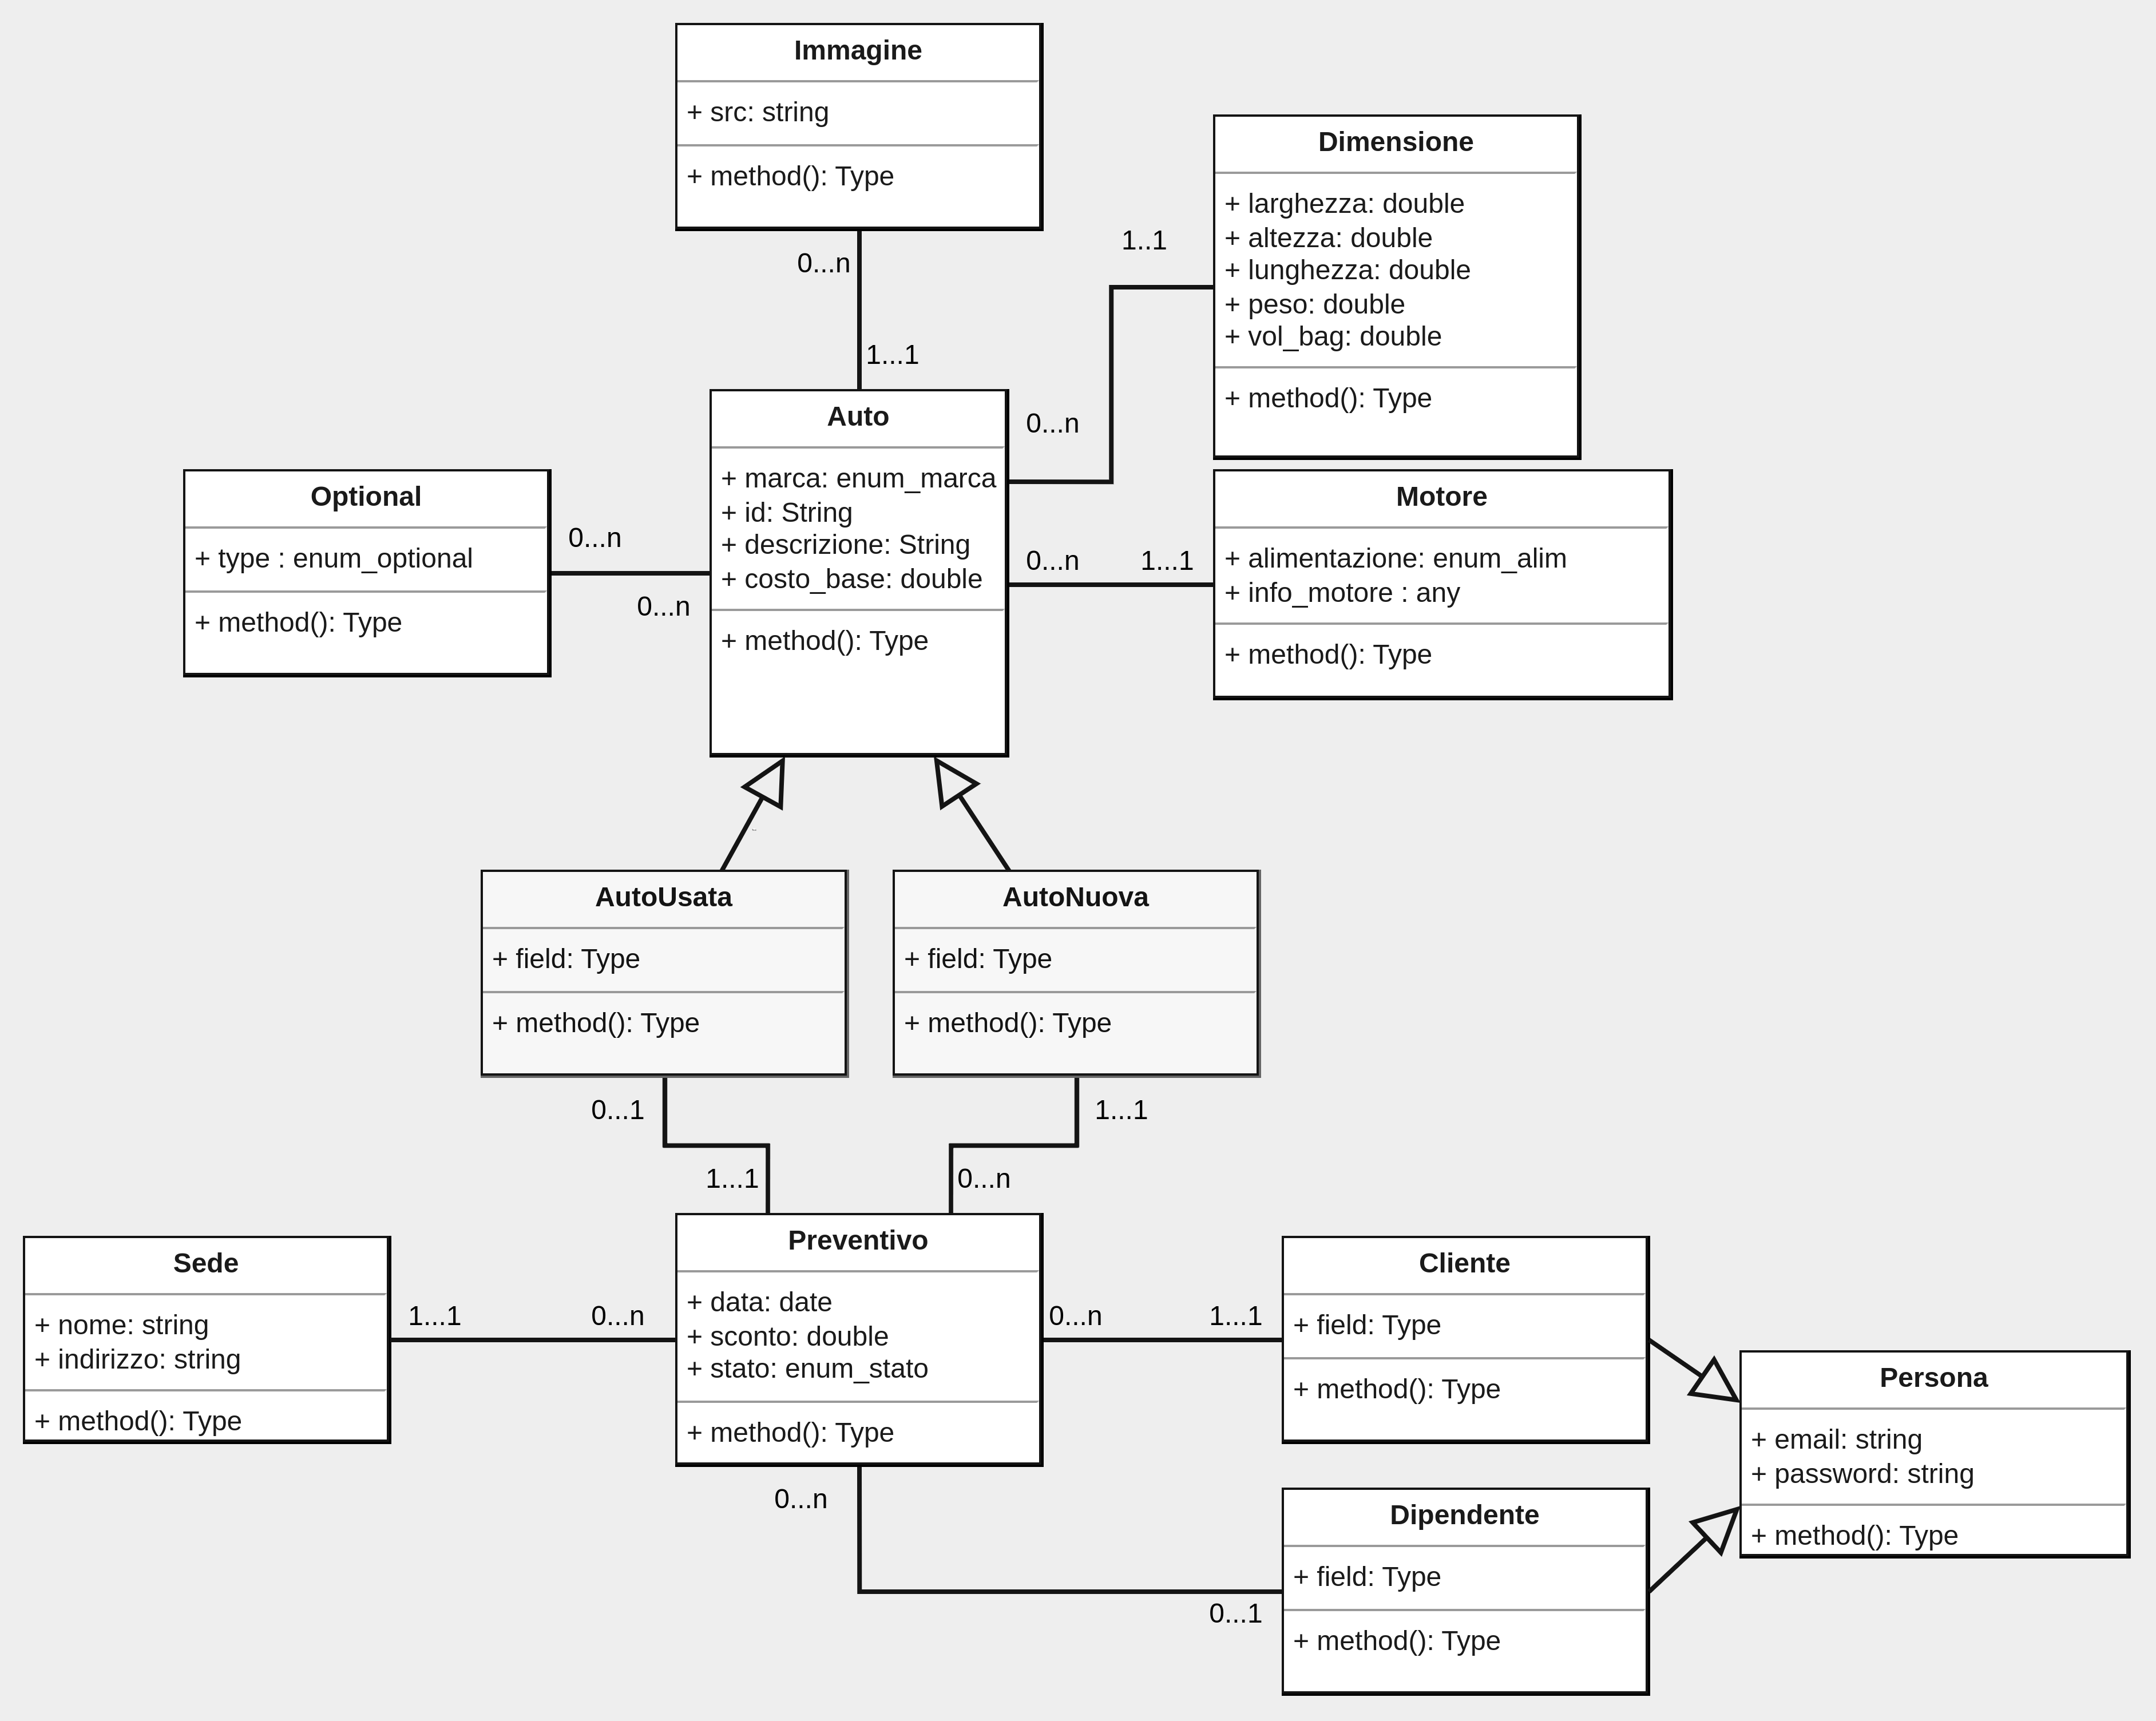 Immagine
+ src: string
+ method(): Type
0...n
1...1
Dimensione
+ larghezza: double
+ altezza: double
+ lunghezza: double
+ peso: double
+ vol_bag: double
+ method(): Type
1..1
0...n
Auto
+ marca: enum_marca
+ id: String
+ descrizione: String
+ costo_base: double
+ method(): Type
Optional
+ type : enum_optional
+ method(): Type
0...n
0...n
0...n
1...1
Motore
+ alimentazione: enum_alim
+ info_motore : any
+ method(): Type
AutoUsata
+ field: Type
+ method(): Type
AutoNuova
+ field: Type
+ method(): Type
0...1
1...1
1...1
0...n
Sede
+ nome: string
+ indirizzo: string
+ method(): Type
1...1
0...n
Preventivo
+ data: date
+ sconto: double
+ stato: enum_stato
+ method(): Type
0...n
1...1
Cliente
+ field: Type
+ method(): Type
Persona
+ email: string
+ password: string
+ method(): Type
0...n
0...1
Dipendente
+ field: Type
+ method(): Type